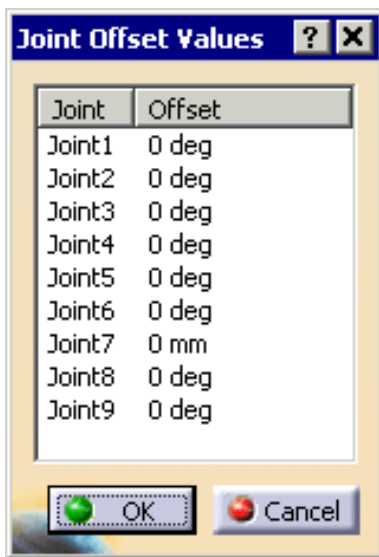 Joint Offset Values ? X
Joint Offset
Joint1 0 deg
Joint2 0 deg
Joint3 0 deg
Joint4 0 deg
Joint5 0 deg
Joint6 0 deg
Joint7 0 mm
Joint8 0 deg
Joint9 0 deg
OK Cancel